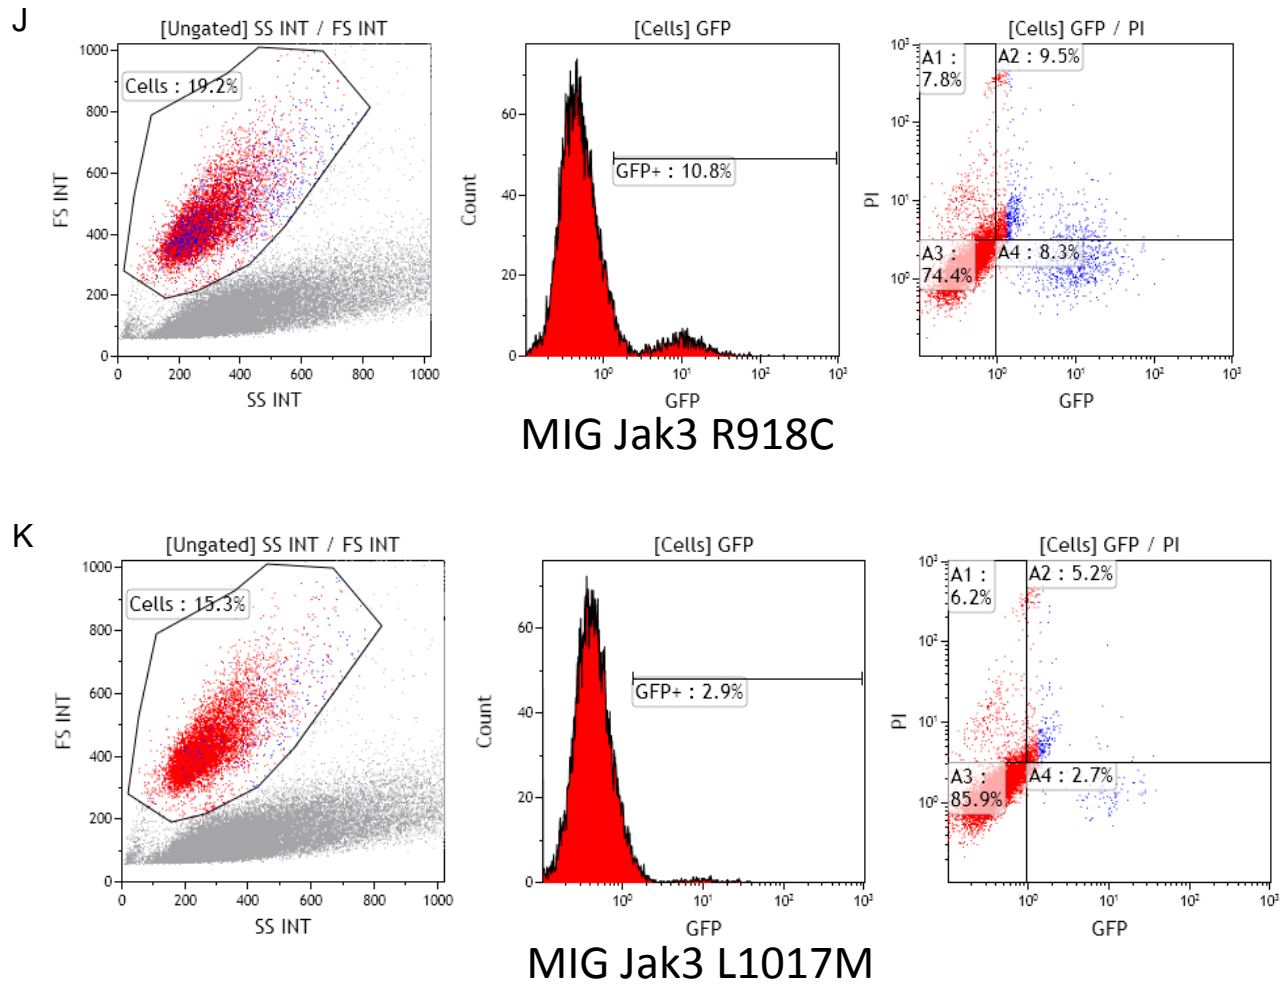 J
[Ungated] SS INT / FS INT
1000
800
600
400
200
0
FS INT
Cells : 19.2%
0 200 400 600 800 1000
SS INT
[Cells] GFP
60
40
20
0
Count
GFP+ : 10.8%
10⁰ 10¹ 10² 10³
GFP
[Cells] GFP / PI
10³
10²
10¹
10⁰
PI
A1 :
7.8%
A2 : 9.5%
A3 :
74.4%
A4 : 8.3%
10⁰ 10¹ 10² 10³
GFP
MIG Jak3 R918C
K
[Ungated] SS INT / FS INT
1000
800
600
400
200
0
FS INT
Cells : 15.3%
0 200 400 600 800 1000
SS INT
[Cells] GFP
60
40
20
0
Count
GFP+ : 2.9%
10⁰ 10¹ 10² 10³
GFP
[Cells] GFP / PI
10³
10²
10¹
10⁰
PI
A1 :
6.2%
A2 : 5.2%
A3 :
85.9%
A4 : 2.7%
10⁰ 10¹ 10² 10³
GFP
MIG Jak3 L1017M